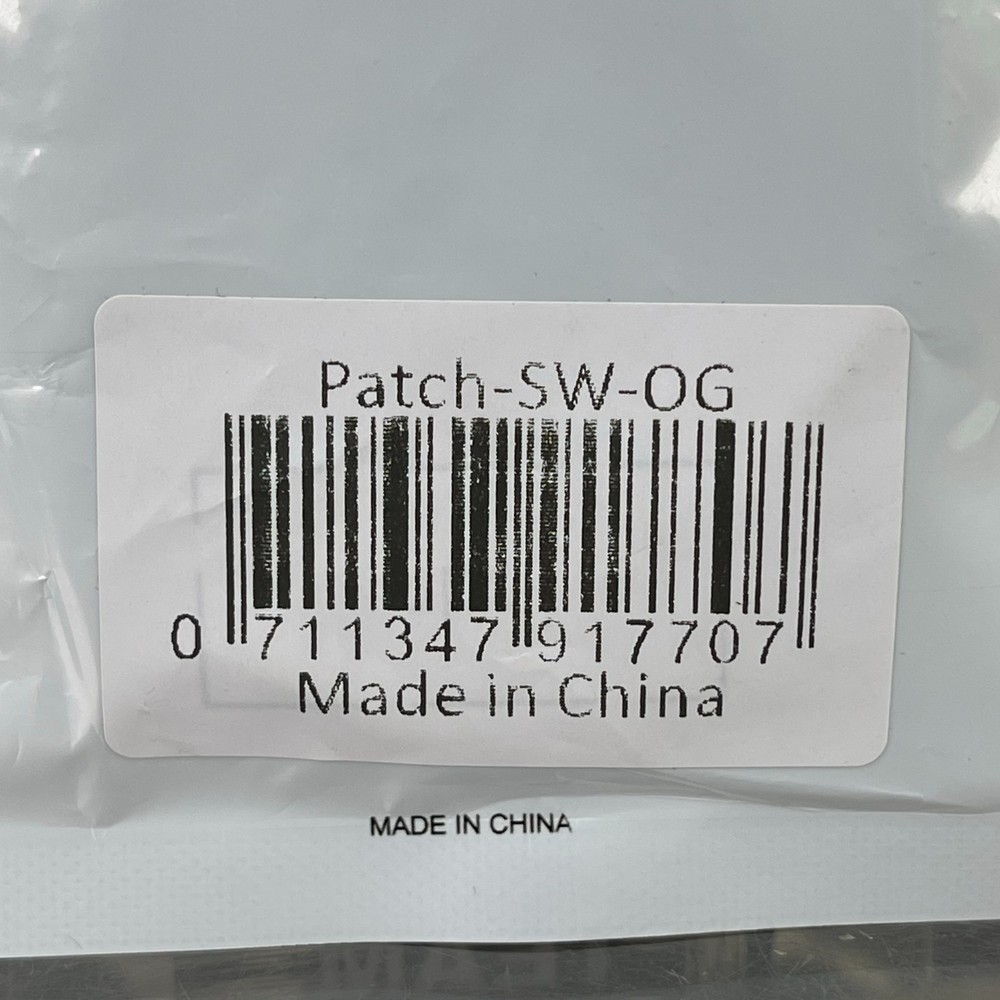 Patch-SW-OG
0 711347 917707
Made in China
MADE IN CHINA